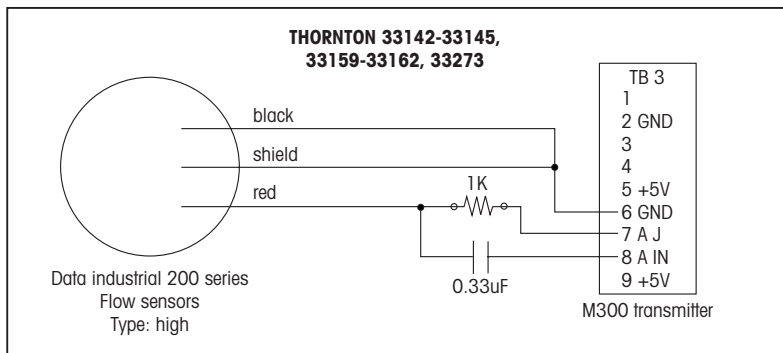 THORNTON 33142-33145,
33159-33162, 33273
black
shield
red
1K
0.33uF
Data industrial 200 series
Flow sensors
Type: high
TB 3
1
2 GND
3
4
5 +5V
6 GND
7 A J
8 A IN
9 +5V
M300 transmitter